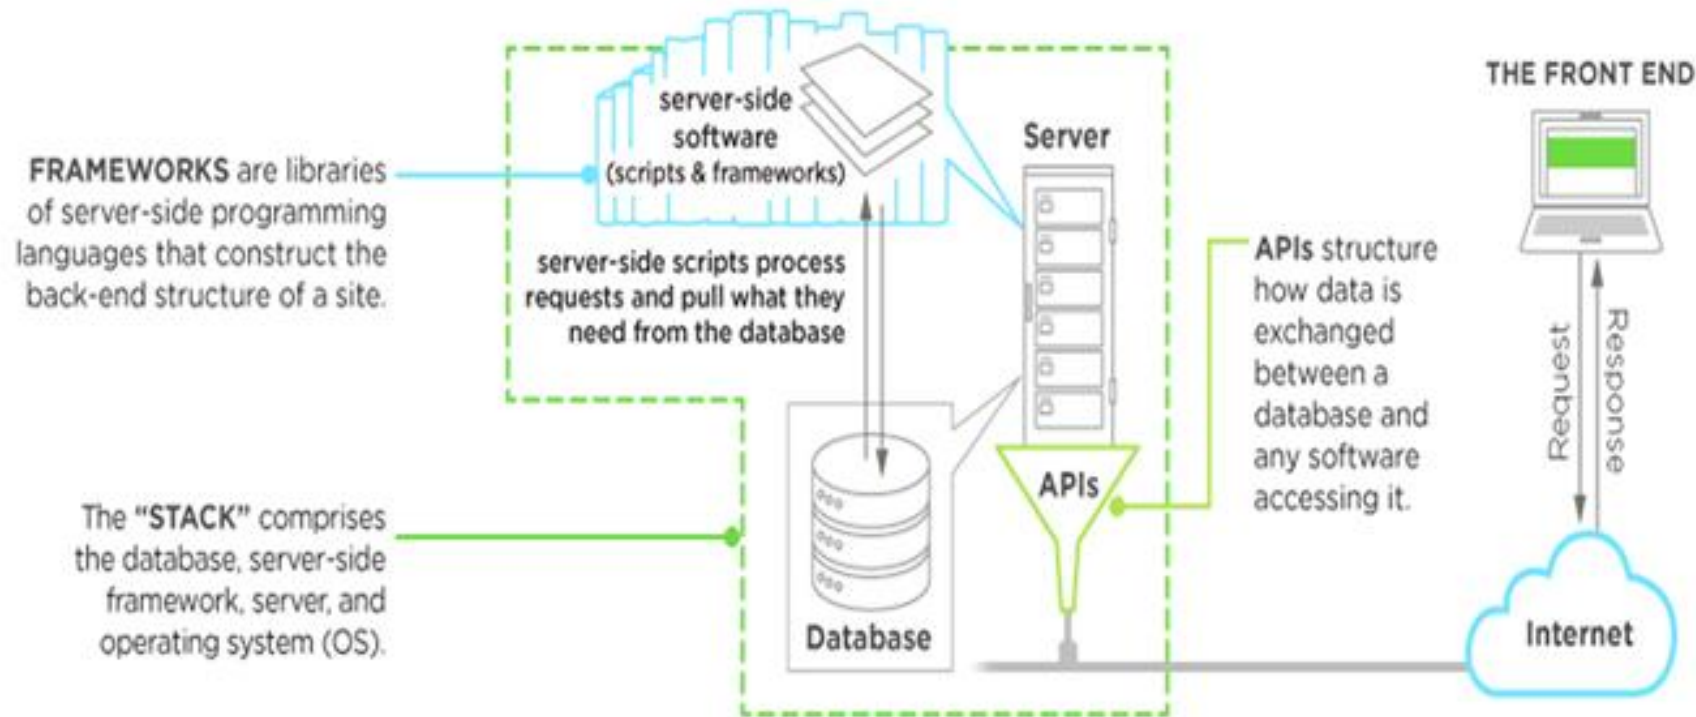 FRAMEWORKS are libraries
of server-side programming
languages that construct the
back-end structure of a site.
The “STACK” comprises
the database, server-side
framework, server, and
operating system (OS).
server-side
software
(scripts & frameworks)
server-side scripts process
requests and pull what they
need from the database
Database
Server
APIs
APIs structure
how data is
exchanged
between a
database and
any software
accessing it.
THE FRONT END
Request
Response
Internet